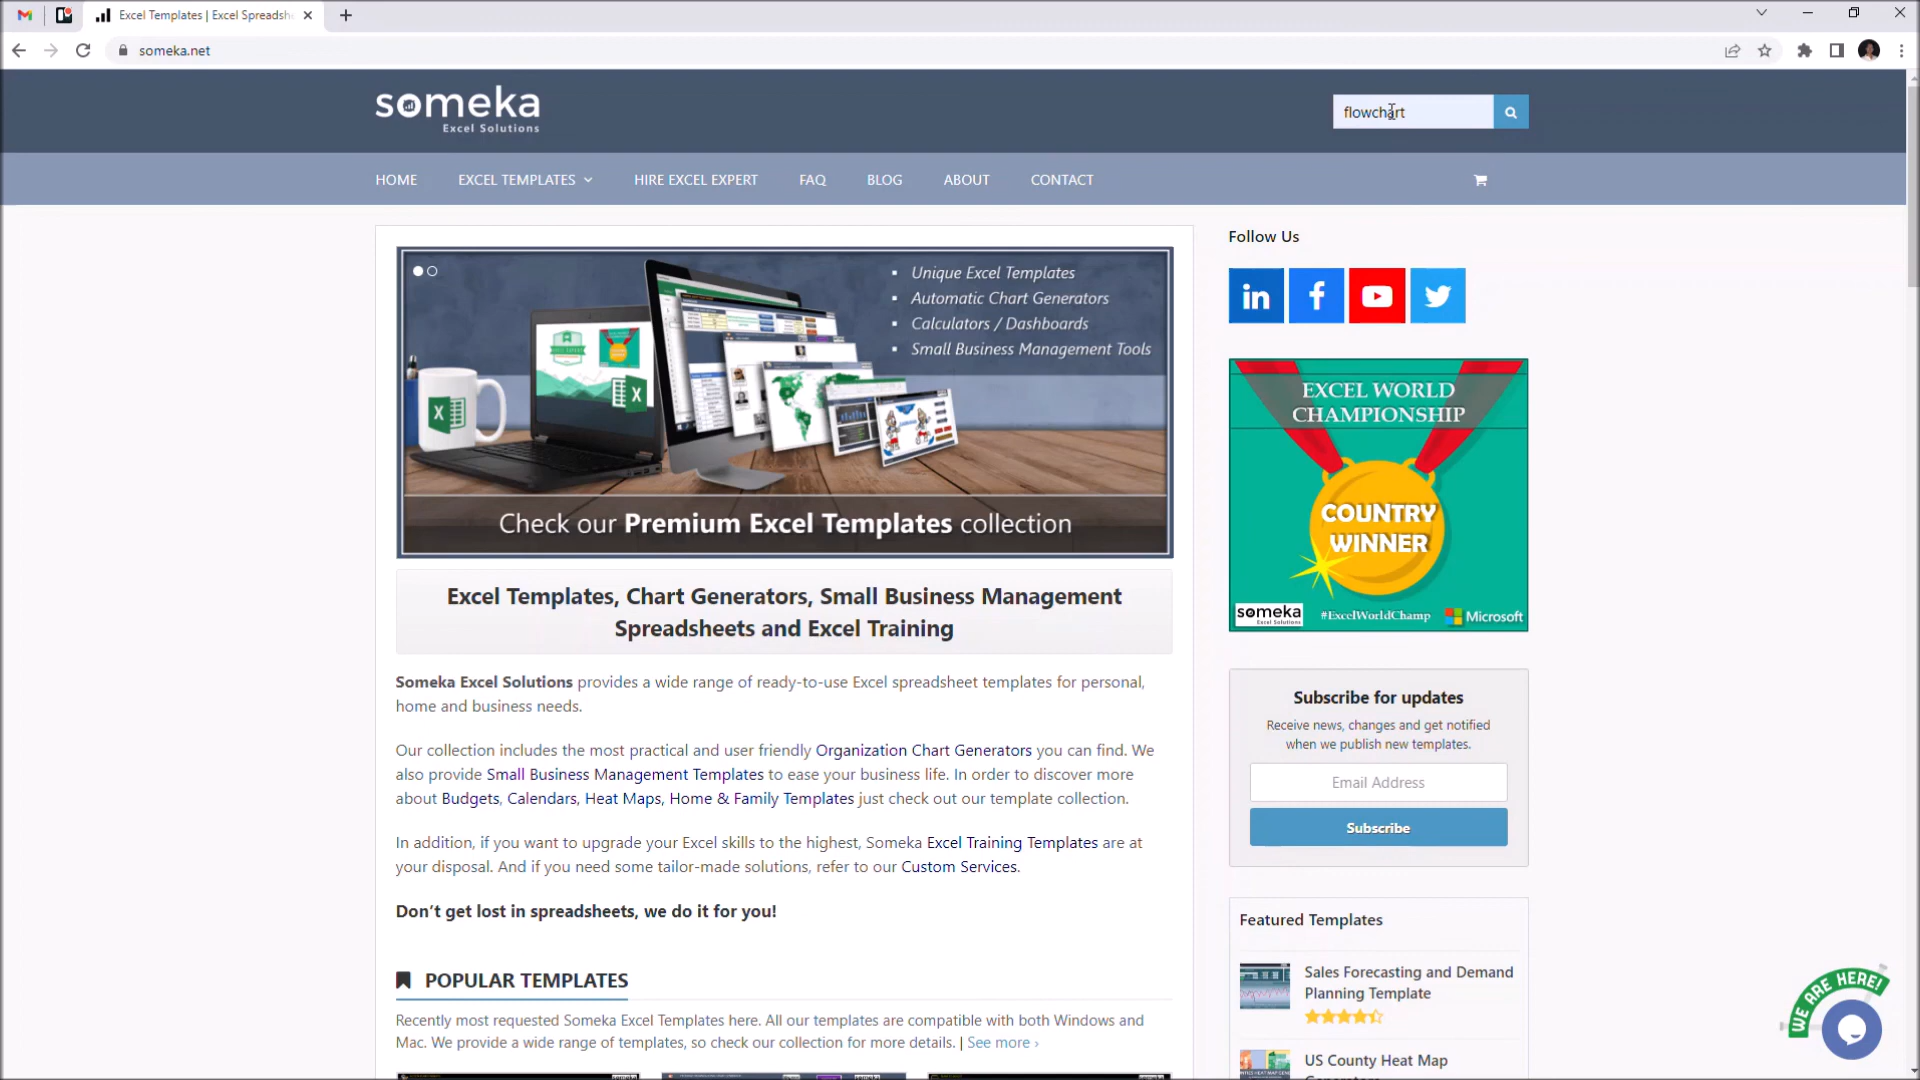 Excel Templates | Excel Spreadsh
someka.net
someka
Excel Solutions
flowchart
HOME
EXCEL TEMPLATES
HIRE EXCEL EXPERT
FAQ
BLOG
ABOUT
CONTACT
Unique Excel Templates
Automatic Chart Generators
Calculators / Dashboards
Small Business Management Tools
Check our Premium Excel Templates collection
Excel Templates, Chart Generators, Small Business Management
Spreadsheets and Excel Training
Someka Excel Solutions provides a wide range of ready-to-use Excel spreadsheet templates for personal,
home and business needs.
Our collection includes the most practical and user friendly Organization Chart Generators you can find. We
also provide Small Business Management Templates to ease your business life. In order to discover more
about Budgets, Calendars, Heat Maps, Home & Family Templates just check out our template collection.
In addition, if you want to upgrade your Excel skills to the highest, Someka Excel Training Templates are at
your disposal. And if you need some tailor-made solutions, refer to our Custom Services.
Don't get lost in spreadsheets, we do it for you!
POPULAR TEMPLATES
Recently most requested Someka Excel Templates here. All our templates are compatible with both Windows and
Mac. We provide a wide range of templates, so check our collection for more details. | See more ›
Follow Us
EXCEL WORLD
CHAMPIONSHIP
COUNTRY
WINNER
someka
Excel Solutions
#ExcelWorldChamp
Microsoft
Subscribe for updates
Receive news, changes and get notified
when we publish new templates.
Email Address
Subscribe
Featured Templates
Sales Forecasting and Demand
Planning Template
US County Heat Map
WE ARE HERE!